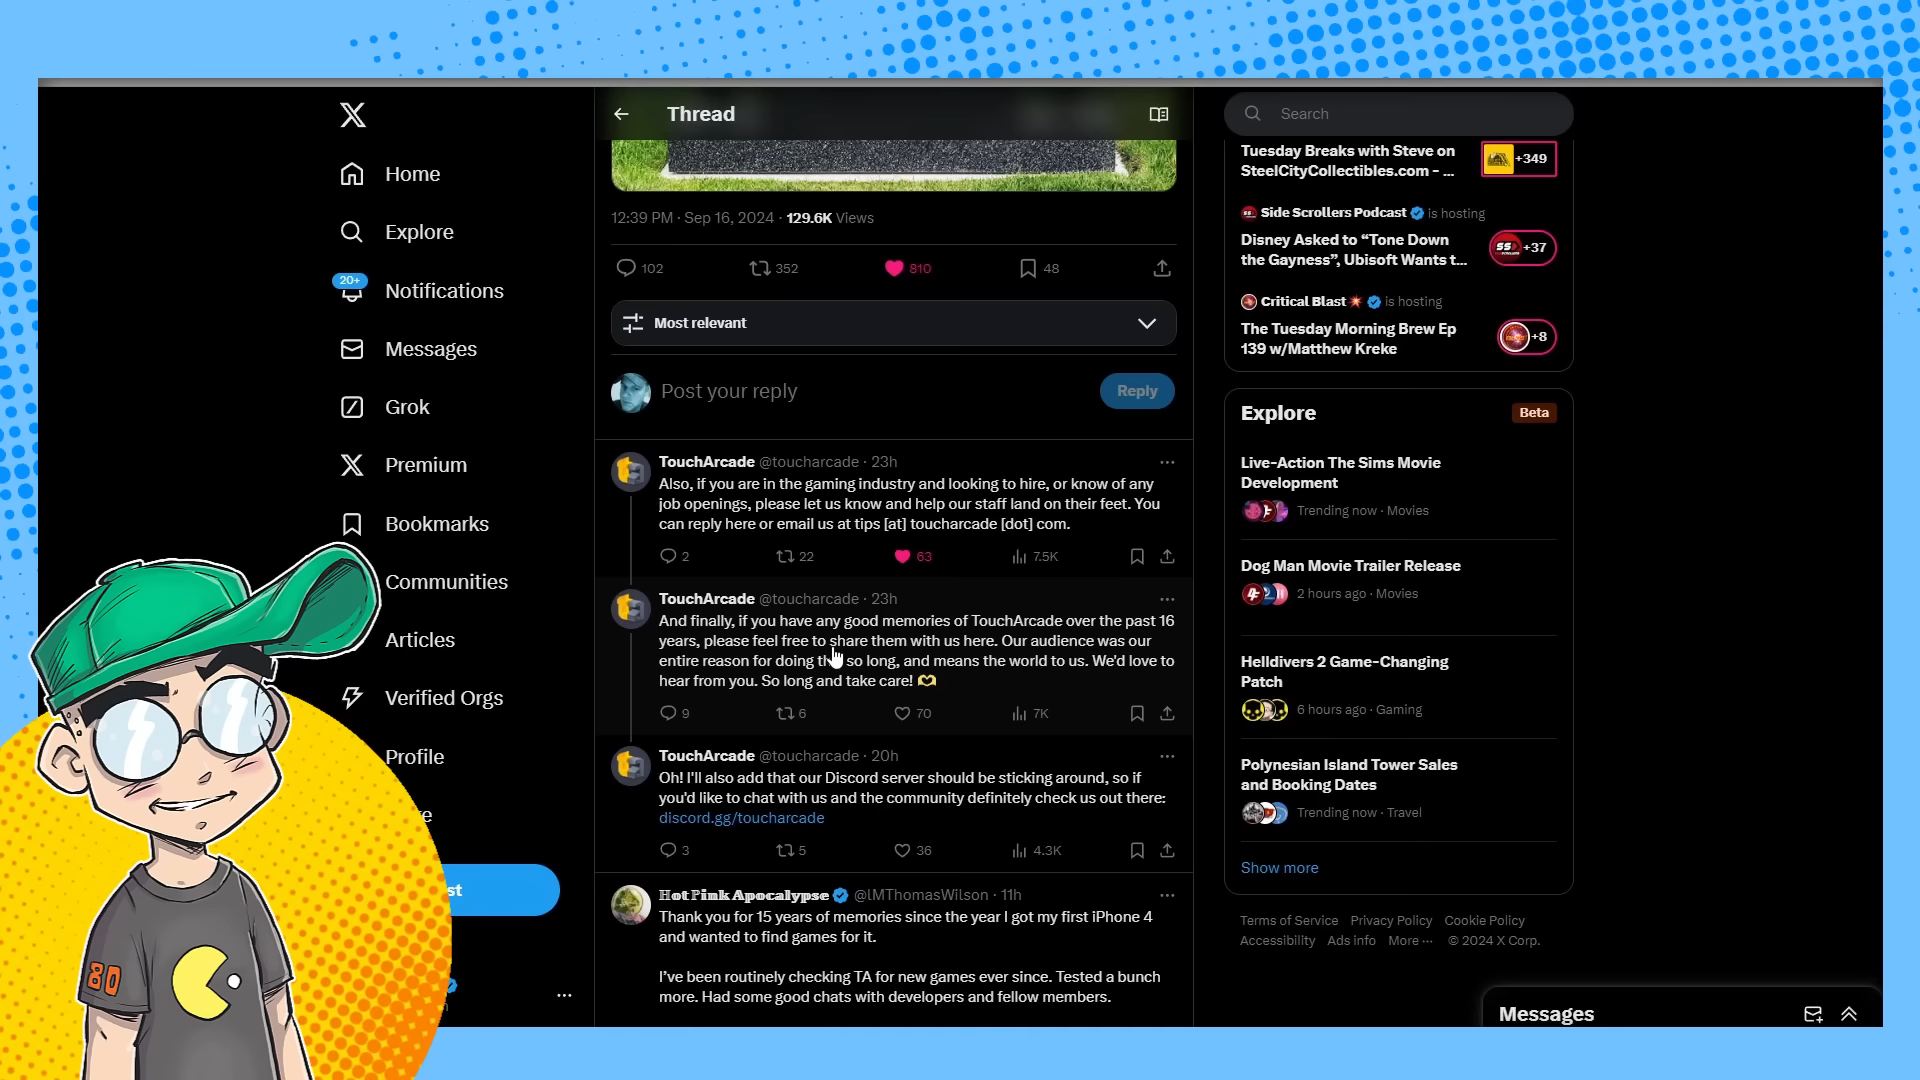 Home
Explore
20+
Notifications
Messages
Grok
Premium
Bookmarks
Communities
Articles
Verified Orgs
Profile
80
Thread
12:39 PM · Sep 16, 2024 · 129.6K Views
102
352
810
48
Most relevant
Post your reply
Reply
TouchArcade @toucharcade · 23h
Also, if you are in the gaming industry and looking to hire, or know of any
job openings, please let us know and help our staff land on their feet. You
can reply here or email us at tips [at] toucharcade [dot] com.
2
22
63
7.5K
TouchArcade @toucharcade · 23h
And finally, if you have any good memories of TouchArcade over the past 16
years, please feel free to share them with us here. Our audience was our
entire reason for doing so long, and means the world to us. We'd love to
hear from you. So long and take care!
9
6
70
7K
TouchArcade @toucharcade · 20h
Oh! I'll also add that our Discord server should be sticking around, so if
you'd like to chat with us and the community definitely check us out there:
discord.gg/toucharcade
3
5
36
4.3K
ℍ𝕠𝕥 ℙ𝕚𝕟𝕜 𝔸𝕡𝕠𝕔𝕒𝕝𝕪𝕡𝕤𝕖 @lMThomasWilson · 11h
Thank you for 15 years of memories since the year I got my first iPhone 4
and wanted to find games for it.
I've been routinely checking TA for new games ever since. Tested a bunch
more. Had some good chats with developers and fellow members.
Search
Tuesday Breaks with Steve on
SteelCityCollectibles.com - ...
+349
Side Scrollers Podcast is hosting
Disney Asked to "Tone Down
the Gayness", Ubisoft Wants t...
+37
Critical Blast is hosting
The Tuesday Morning Brew Ep
139 w/Matthew Kreke
+8
Explore
Beta
Live-Action The Sims Movie
Development
Trending now · Movies
Dog Man Movie Trailer Release
2 hours ago · Movies
Helldivers 2 Game-Changing
Patch
6 hours ago · Gaming
Polynesian Island Tower Sales
and Booking Dates
Trending now · Travel
Show more
Terms of Service Privacy Policy Cookie Policy
Accessibility Ads info More ··· © 2024 X Corp.
Messages